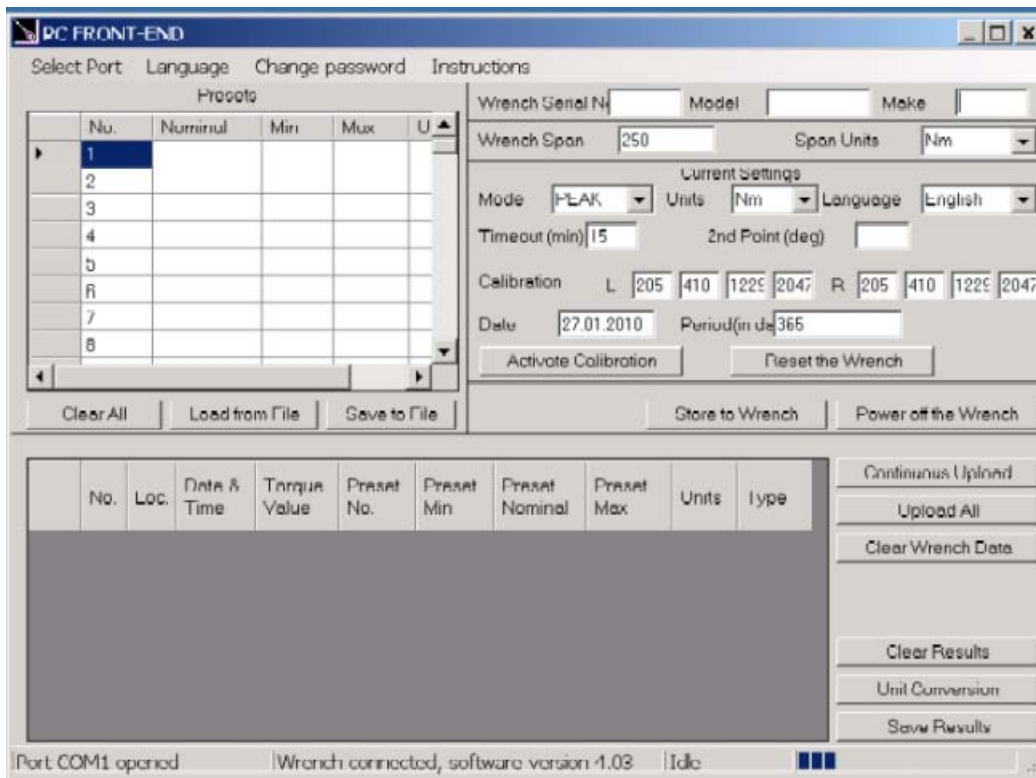 PC FRONT-END
Select Port Language Change password Instructions
Presets
No. Nominal Min Max U
1
2
3
4
5
6
7
8
Clear All Load from File Save to File
Wrench Serial N Model Make
Wrench Span 250 Span Units Nm
Current Settings
Mode PEAK Units Nm Language English
Timeout (min) 15 2nd Point (deg)
Calibration L 205 410 1229 2047 R 205 410 1229 2047
Date 27.01.2010 Period(in da 365
Activate Calibration Reset the Wrench
Store to Wrench Power off the Wrench
No. Loc. Date & Time Torque Value Preset No. Preset Min Preset Nominal Preset Max Units Type
Continuous Upload
Upload All
Clear Wrench Data
Clear Results
Unit Conversion
Save Results
Port COM1 opened Wrench connected, software version 4.03 Idle